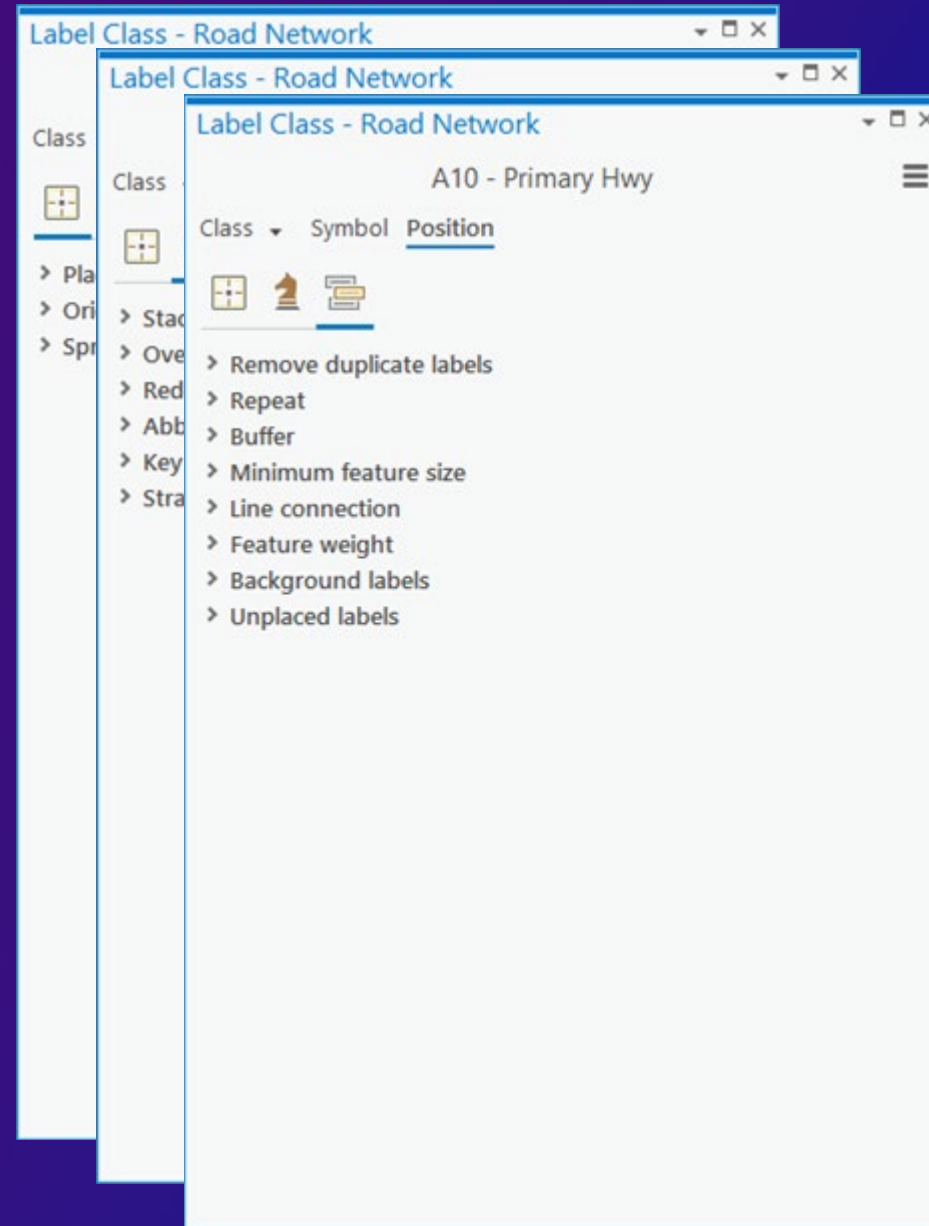 Label Class - Road Network
Class
Label Class - Road Network
Class
Label Class - Road Network
A10 - Primary Hwy
Class Symbol Position
Remove duplicate labels
Repeat
Buffer
Minimum feature size
Line connection
Feature weight
Background labels
Unplaced labels